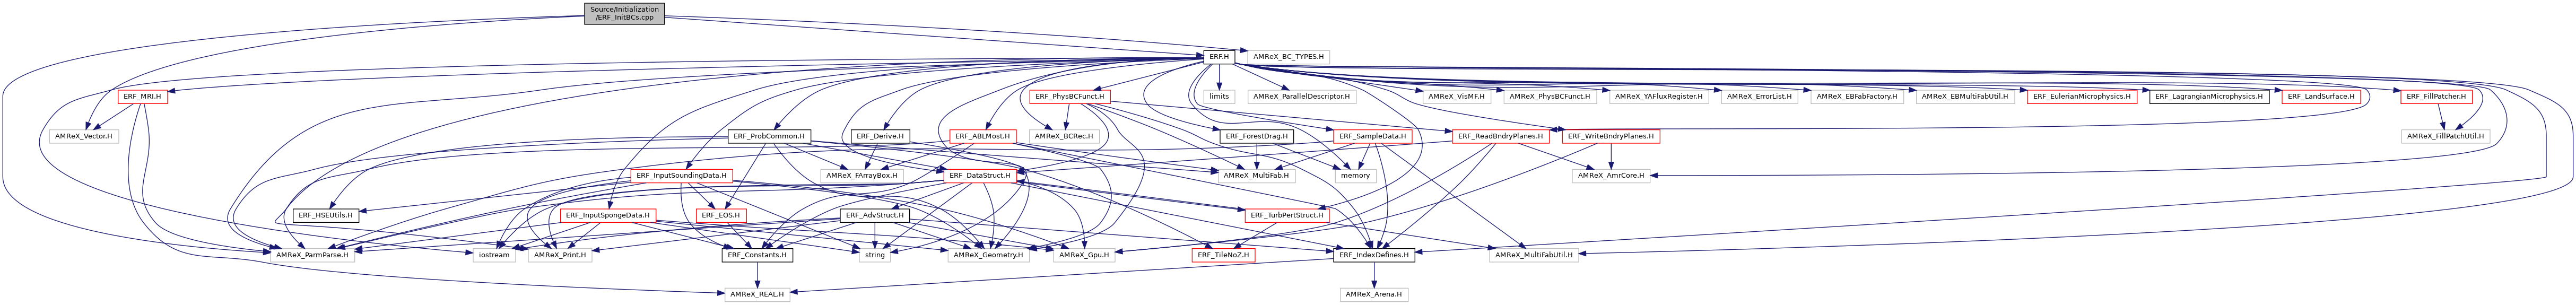 Source/Initialization
/ERF_InitBCs.cpp
ERF.H
AMReX_BC_TYPES.H
ERF_MRI.H
limits
AMReX_ParallelDescriptor.H
ERF_PhysBCFunct.H
AMReX_VisMF.H
AMReX_PhysBCFunct.H
AMReX_YAFluxRegister.H
AMReX_ErrorList.H
AMReX_EBFabFactory.H
AMReX_EBMultiFabUtil.H
ERF_EulerianMicrophysics.H
ERF_LagrangianMicrophysics.H
ERF_LandSurface.H
ERF_FillPatcher.H
AMReX_Vector.H
ERF_ProbCommon.H
ERF_Derive.H
ERF_ABLMost.H
AMReX_BCRec.H
ERF_ForestDrag.H
ERF_SampleData.H
ERF_ReadBndryPlanes.H
ERF_WriteBndryPlanes.H
AMReX_FillPatchUtil.H
ERF_InputSoundingData.H
AMReX_FArrayBox.H
ERF_DataStruct.H
AMReX_MultiFab.H
memory
AMReX_AmrCore.H
ERF_HSEUtils.H
ERF_InputSpongeData.H
ERF_EOS.H
ERF_AdvStruct.H
ERF_TurbPertStruct.H
AMReX_ParmParse.H
iostream
AMReX_Print.H
ERF_Constants.H
string
AMReX_Geometry.H
AMReX_Gpu.H
ERF_TileNoZ.H
ERF_IndexDefines.H
AMReX_MultiFabUtil.H
AMReX_REAL.H
AMReX_Arena.H